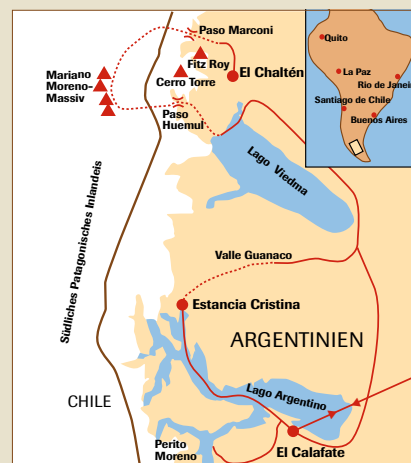 Paso Marconi
Fitz Roy
Mariano
Moreno-
Massiv
Cerro Torre
El Chaltén
Paso
Huemul
Lago Viedma
Südliches Patagonisches Inlandeis
Valle Guanaco
Estancia Cristina
ARGENTINIEN
CHILE
Lago Argentino
Perito
Moreno
El Calafate
Quito
La Paz
Rio de Janeir
Santiago de Chile
Buenos Aires